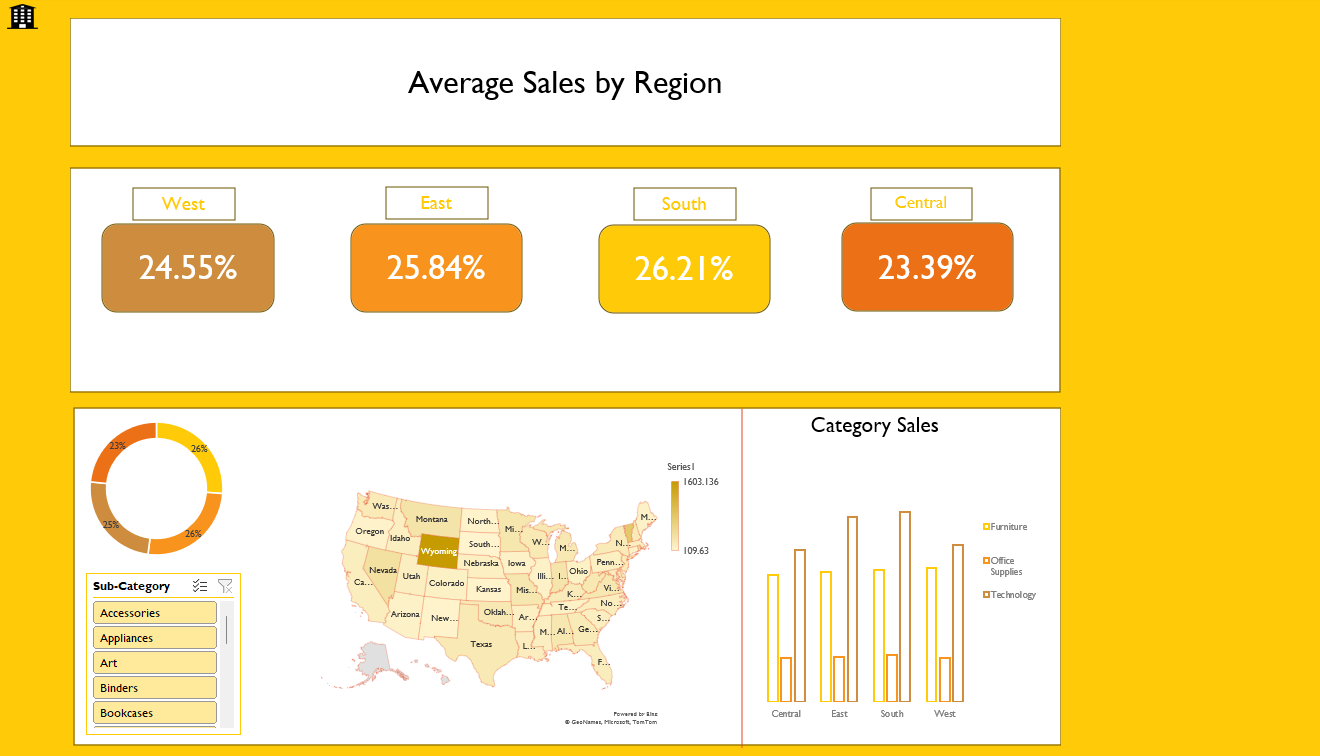 Average Sales by Region
West
East
South
Central
24.55%
25.84%
26.21%
23.39%
23%
26%
25%
26%
Sub-Category
Accessories
Appliances
Art
Binders
Bookcases
Series1
1603.136
109.63
Was...
Montana
North...
M...
Oregon
Idaho
South...
Mi...
W...
M...
N...
Wyoming
Nebraska
Iowa
Penn...
Nevada
Utah
Colorado
Illi...
I...
Ohio
Ca...
Kansas
Mis...
K...
Vi...
Arizona
New...
Oklah...
Ar...
Te...
No...
S...
Texas
L...
M...
Al...
Ge...
F...
Powered by Bing
© GeoNames, Microsoft, TomTom
Category Sales
Furniture
Office
Supplies
Technology
Central
East
South
West